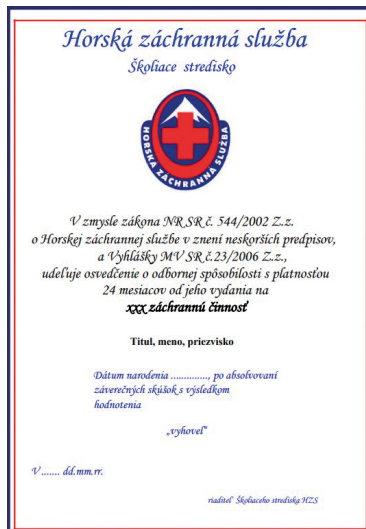 Horská záchranná služba
Školiace stredisko
HORSKÁ ZÁCHRANNÁ SLUŽBA
V zmysle zákona NR SR č. 544/2002 Z.z.
o Horskej záchrannej službe v znení neskorších predpisov,
a Vyhlášky MV SR č.23/2006 Z.z.,
udeľuje osvedčenie o odbornej spôsobilosti s platnosťou
24 mesiacov od jeho vydania na
xxx záchrannú činnosť
Titul, meno, priezvisko
Dátum narodenia .............., po absolvovaní
záverečných skúšok s výsledkom
hodnotenia
„vyhovel"
V ....... dd.mm.rr.
riaditeľ Školiaceho strediska HZS